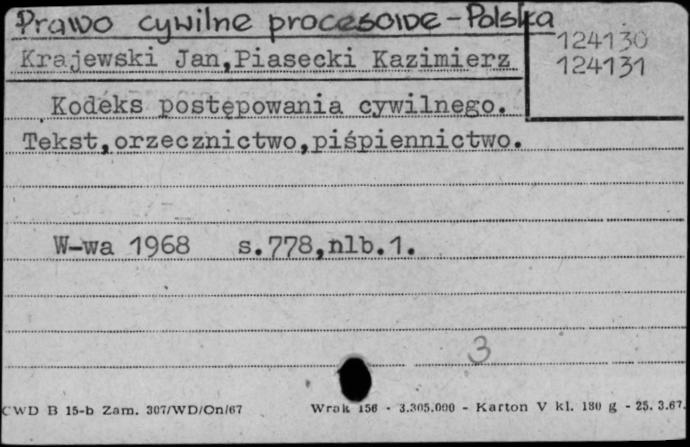 Prawo cywilne procesowe - Polska
124130
Krajewski Jan, Piasecki Kazimierz
124131
Kodeks postępowania cywilnego.
Tekst, orzecznictwo, piśpiennictwo.
W-wa 1968 s.778, nlb.1.
3
CWD B 15-b Zam. 307/WD/On/67 Wrak 156 - 3.305.000 - Karton V kl. 180 g - 25. 3.67.